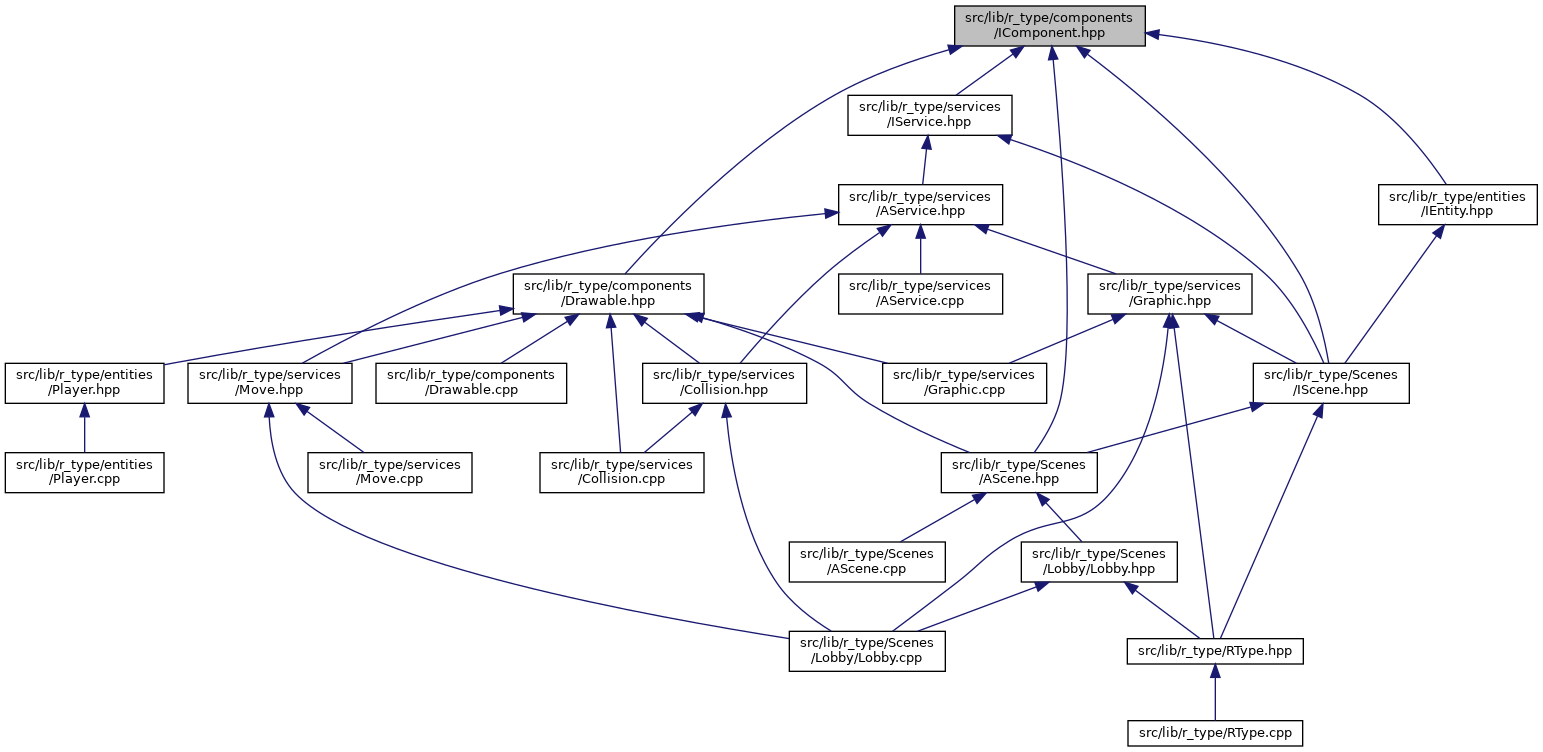 src/lib/r_type/components
/IComponent.hpp
src/lib/r_type/services
/IService.hpp
src/lib/r_type/services
/AService.hpp
src/lib/r_type/entities
/IEntity.hpp
src/lib/r_type/components
/Drawable.hpp
src/lib/r_type/services
/AService.cpp
src/lib/r_type/services
/Graphic.hpp
src/lib/r_type/entities
/Player.hpp
src/lib/r_type/services
/Move.hpp
src/lib/r_type/components
/Drawable.cpp
src/lib/r_type/services
/Collision.hpp
src/lib/r_type/services
/Graphic.cpp
src/lib/r_type/Scenes
/IScene.hpp
src/lib/r_type/entities
/Player.cpp
src/lib/r_type/services
/Move.cpp
src/lib/r_type/services
/Collision.cpp
src/lib/r_type/Scenes
/AScene.hpp
src/lib/r_type/Scenes
/AScene.cpp
src/lib/r_type/Scenes
/Lobby/Lobby.hpp
src/lib/r_type/Scenes
/Lobby/Lobby.cpp
src/lib/r_type/RType.hpp
src/lib/r_type/RType.cpp